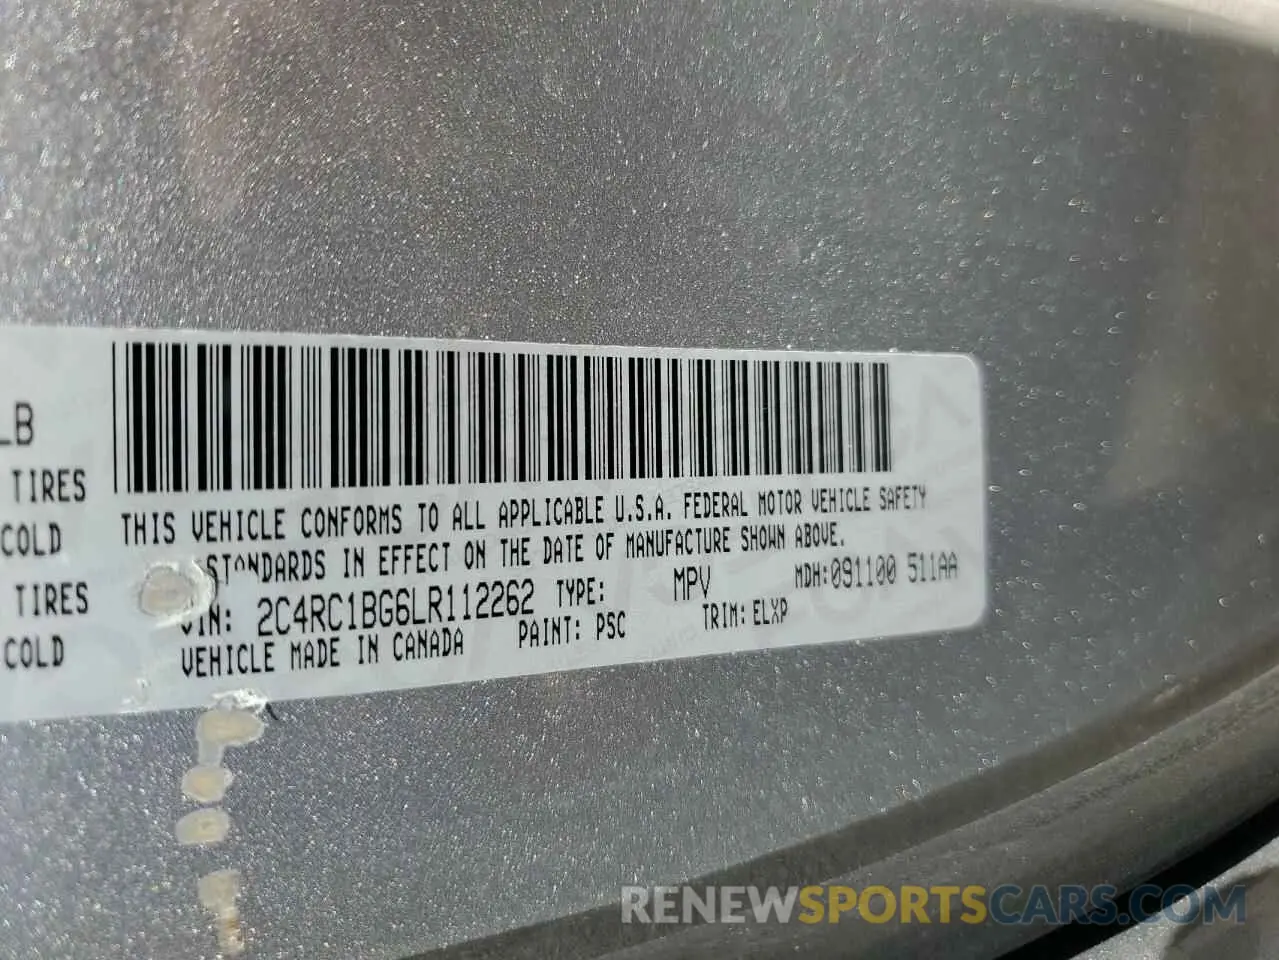 LB
TIRES
COLD
TIRES
COLD
THIS VEHICLE CONFORMS TO ALL APPLICABLE U.S.A. FEDERAL MOTOR VEHICLE SAFETY
STANDARDS IN EFFECT ON THE DATE OF MANUFACTURE SHOWN ABOVE.
VIN: 2C4RC1BG6LR112262 TYPE: MPV MDH:091100 511AA
VEHICLE MADE IN CANADA PAINT: PSC TRIM: ELXP
RENEWSPORTSCARS.COM